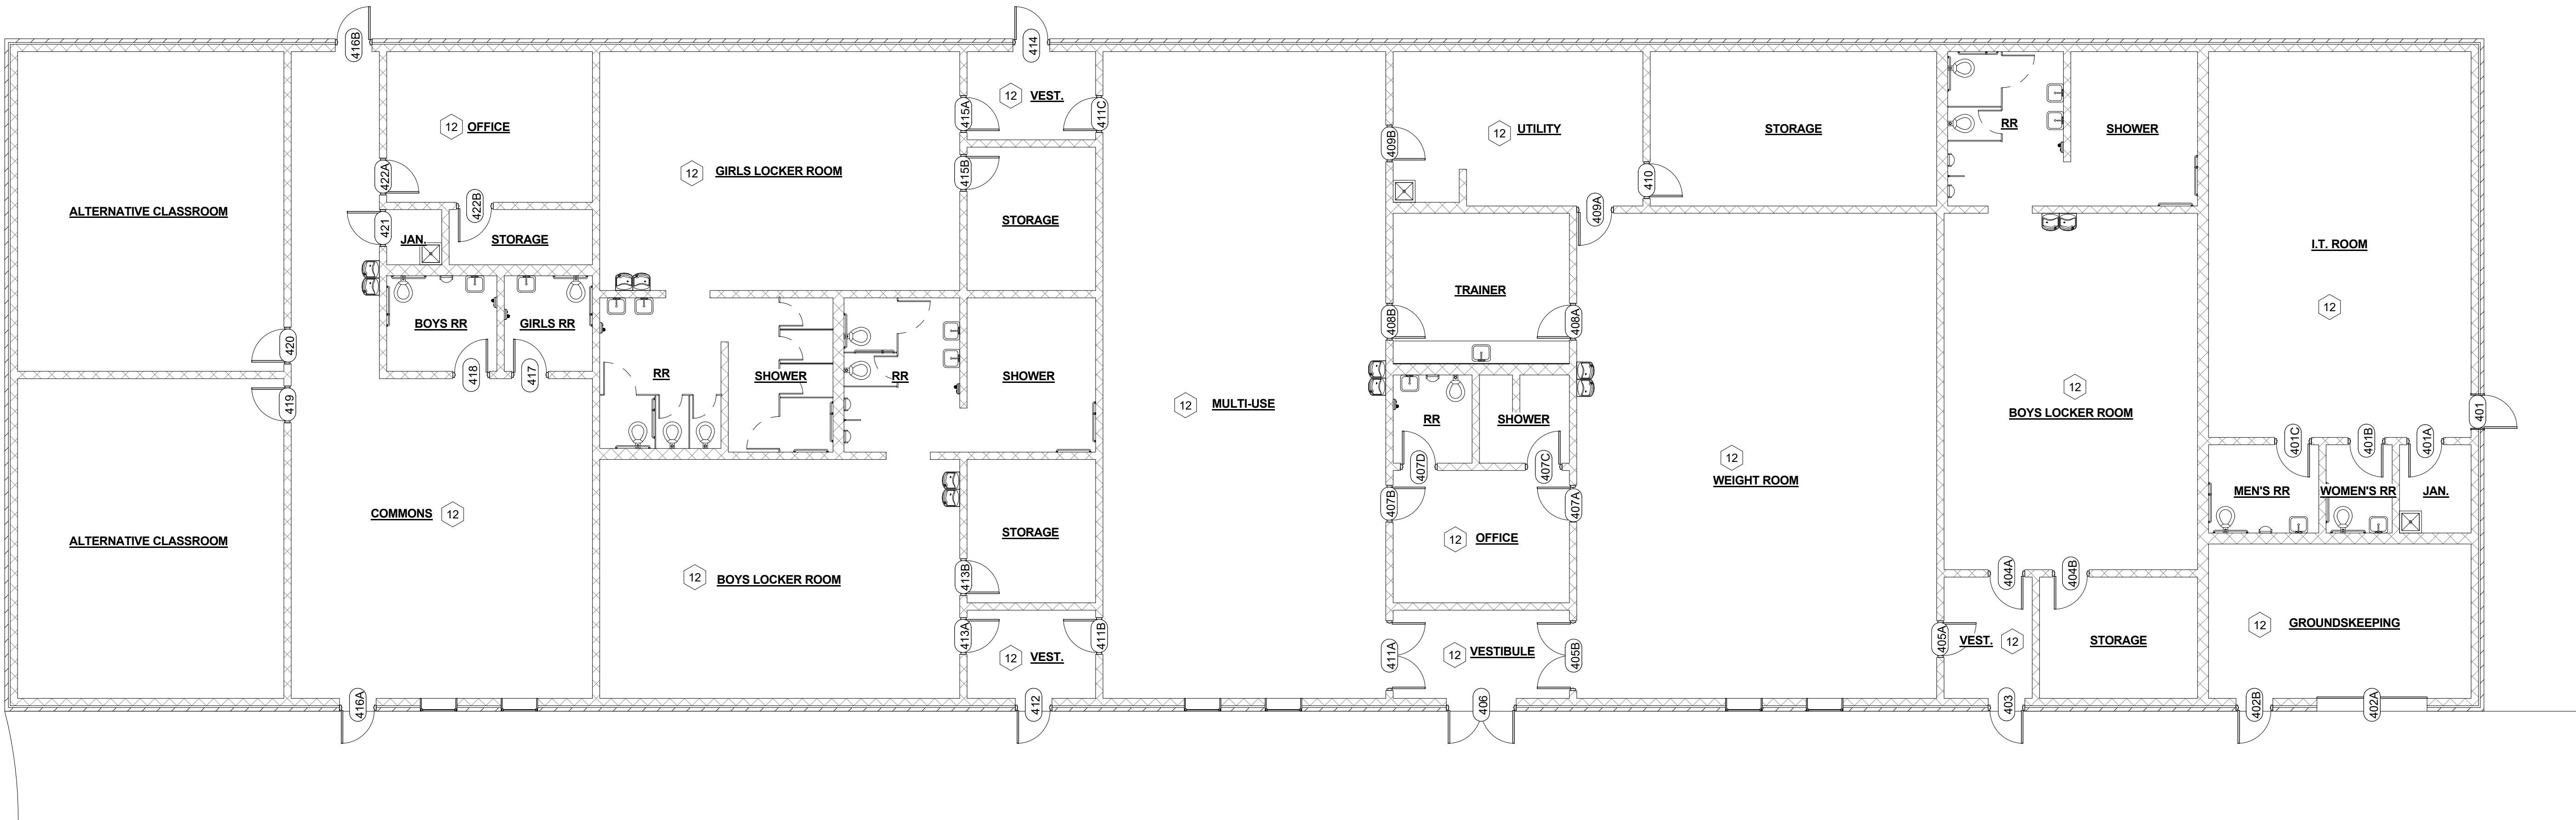 416B
414
12 VEST.
415A
411C
12 OFFICE
12 UTILITY
STORAGE
RR
SHOWER
409B
422A
12 GIRLS LOCKER ROOM
415B
410
ALTERNATIVE CLASSROOM
422B
409A
421
JAN.
STORAGE
STORAGE
I.T. ROOM
12
TRAINER
BOYS RR
GIRLS RR
408B
408A
420
418
417
RR
SHOWER
RR
SHOWER
419
12 MULTI-USE
RR
SHOWER
12
BOYS LOCKER ROOM
401
401C
401B
401A
407D
407C
12
WEIGHT ROOM
MEN'S RR
WOMEN'S RR
JAN.
407B
407A
COMMONS 12
ALTERNATIVE CLASSROOM
STORAGE
12 OFFICE
413B
12 BOYS LOCKER ROOM
404A
404B
413A
411B
12 VEST.
411A
12 VESTIBULE
405B
405A
VEST. 12
STORAGE
12 GROUNDSKEEPING
416A
412
406
403
402B
402A